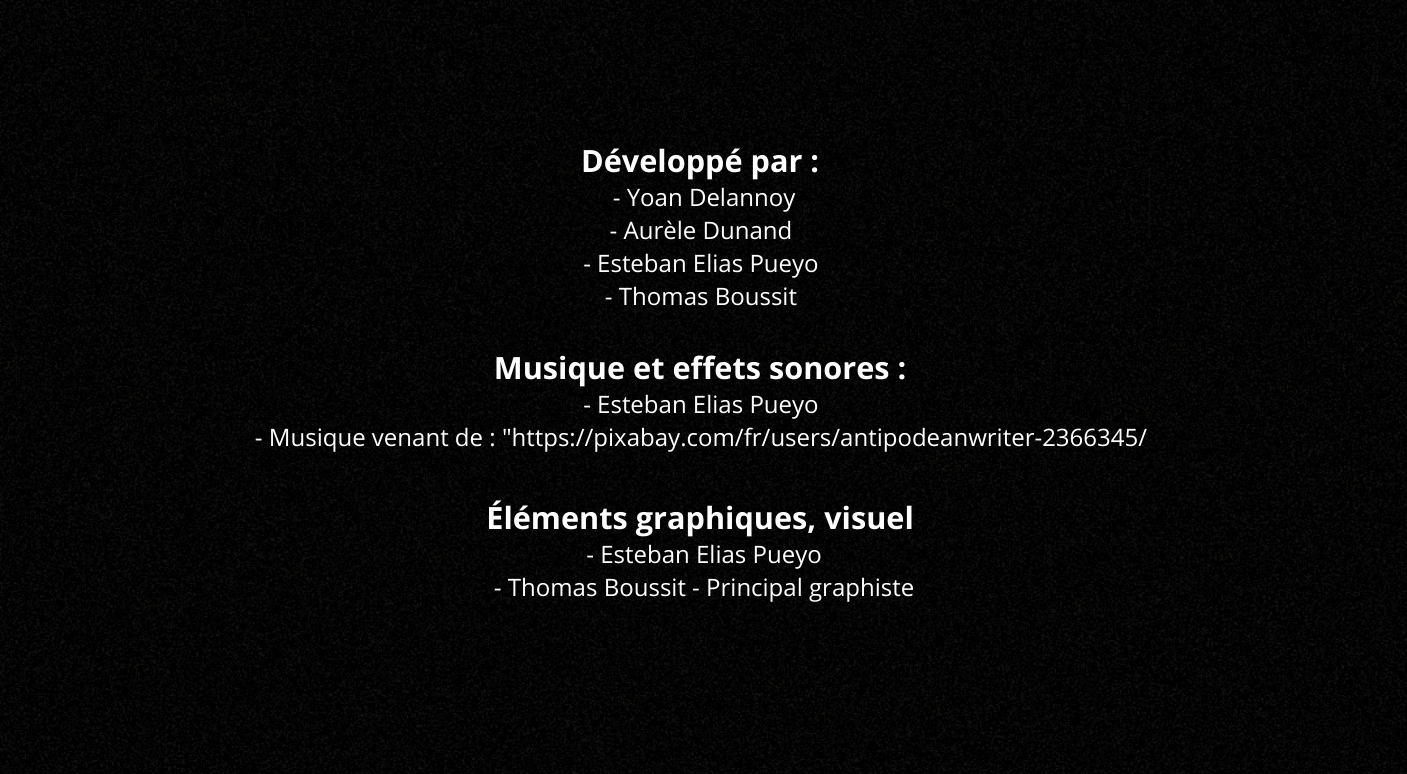 Développé par :
- Yoan Delannoy
- Aurèle Dunand
- Esteban Elias Pueyo
- Thomas Boussit
Musique et effets sonores :
- Esteban Elias Pueyo
- Musique venant de : "https://pixabay.com/fr/users/antipodeanwriter-2366345/
Éléments graphiques, visuel
- Esteban Elias Pueyo
- Thomas Boussit - Principal graphiste